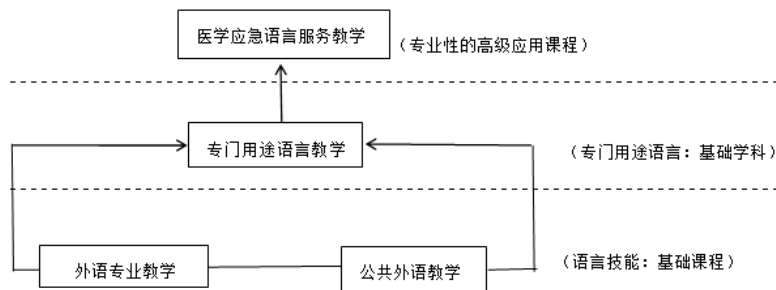 医学应急语言服务教学
（专业性的高级应用课程）
专门用途语言教学
（专门用途语言：基础学科）
外语专业教学
公共外语教学
（语言技能：基础课程）